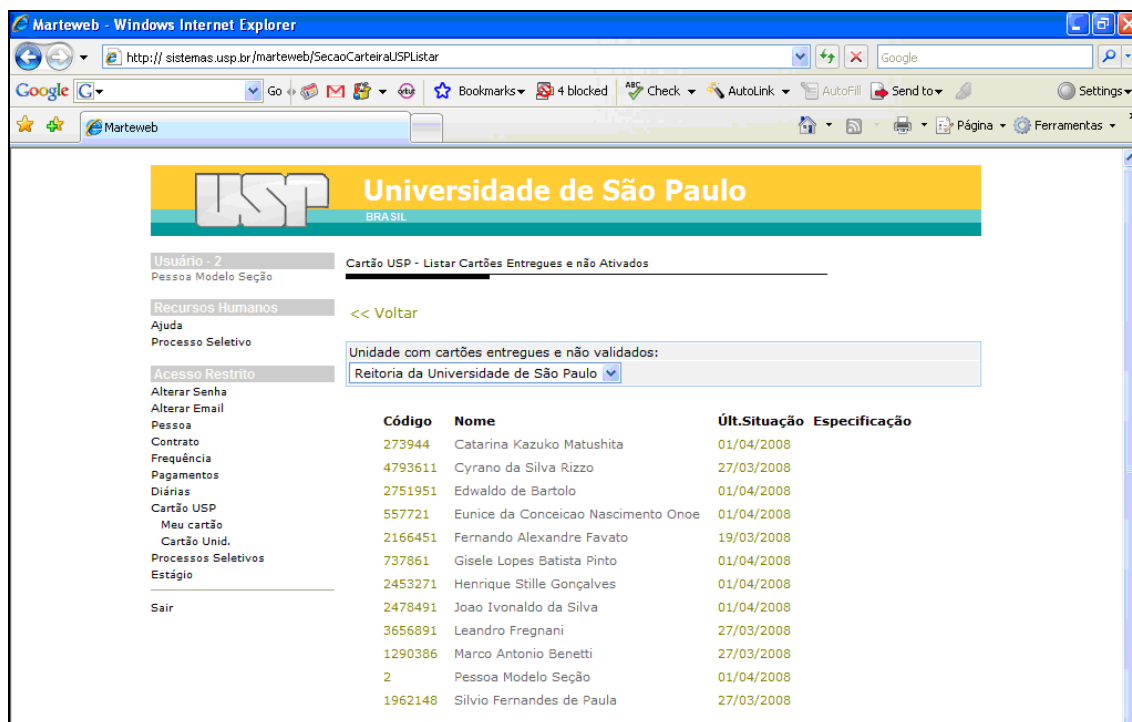 Marteweb - Windows Internet Explorer
http:// sistemas.usp.br/marteweb/SecaoCarteiraUSPListar
Google
Google G
Go
ortut
Bookmarks
4 blocked
ABC Check
AutoLink
AutoFill
Send to
Settings
Marteweb
Página
Ferramentas
USP
Universidade de São Paulo
BRASIL
Usuário - 2
Pessoa Modelo Seção
Recursos Humanos
Ajuda
Processo Seletivo
Acesso Restrito
Alterar Senha
Alterar Email
Pessoa
Contrato
Frequência
Pagamentos
Diárias
Cartão USP
Meu cartão
Cartão Unid.
Processos Seletivos
Estágio
Sair
Cartão USP - Listar Cartões Entregues e não Ativados
<< Voltar
Unidade com cartões entregues e não validados:
Reitoria da Universidade de São Paulo
Código Nome Últ.Situação Especificação
273944 Catarina Kazuko Matushita 01/04/2008
4793611 Cyrano da Silva Rizzo 27/03/2008
2751951 Edwaldo de Bartolo 01/04/2008
557721 Eunice da Conceicao Nascimento Onoe 01/04/2008
2166451 Fernando Alexandre Favato 19/03/2008
737861 Gisele Lopes Batista Pinto 01/04/2008
2453271 Henrique Stille Gonçalves 01/04/2008
2478491 Joao Ivonaldo da Silva 01/04/2008
3656891 Leandro Fregnani 27/03/2008
1290386 Marco Antonio Benetti 27/03/2008
2 Pessoa Modelo Seção 01/04/2008
1962148 Silvio Fernandes de Paula 27/03/2008